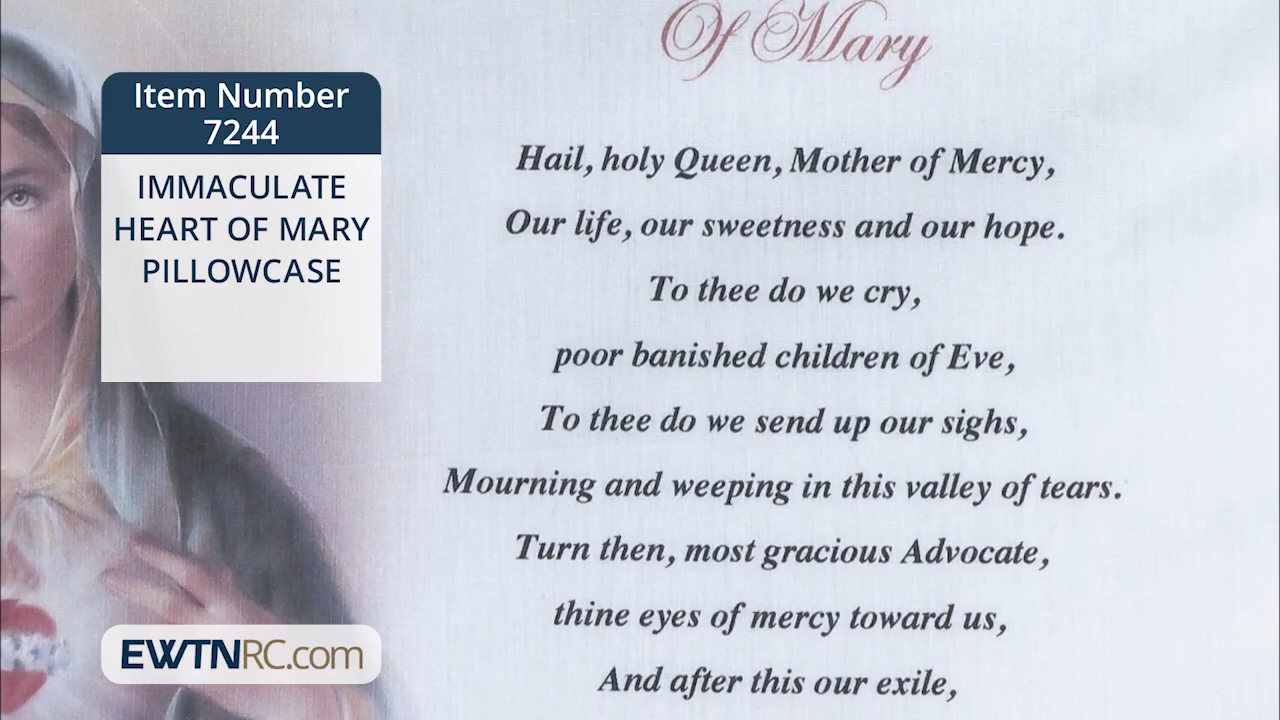 Item Number
7244
IMMACULATE
HEART OF MARY
PILLOWCASE
EWTNRC.com
Of Mary
Hail, holy Queen, Mother of Mercy,
Our life, our sweetness and our hope.
To thee do we cry,
poor banished children of Eve,
To thee do we send up our sighs,
Mourning and weeping in this valley of tears.
Turn then, most gracious Advocate,
thine eyes of mercy toward us,
And after this our exile,